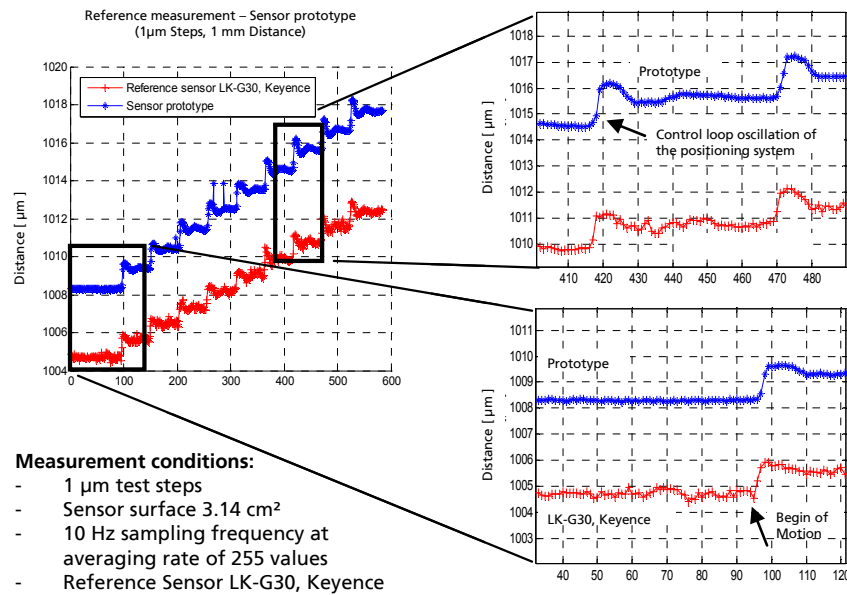 Reference measurement – Sensor prototype
(1µm Steps, 1 mm Distance)
1020
1018
1016
1014
1012
1010
1008
1006
1004
Distance [ µm ]
Reference sensor LK-G30, Keyence
Sensor prototype
0 100 200 300 400 500 600
1018
1017
1016
1015
1014
1013
1012
1011
1010
Distance [ µm ]
Prototype
Control loop oscillation of
the positioning system
410 420 430 440 450 460 470 480
1011
1010
1009
1008
1007
1006
1005
1004
1003
Distance [ µm ]
Prototype
LK-G30, Keyence
Begin of
Motion
40 50 60 70 80 90 100 110 120
Measurement conditions:
- 1 µm test steps
- Sensor surface 3.14 cm²
- 10 Hz sampling frequency at
averaging rate of 255 values
- Reference Sensor LK-G30, Keyence